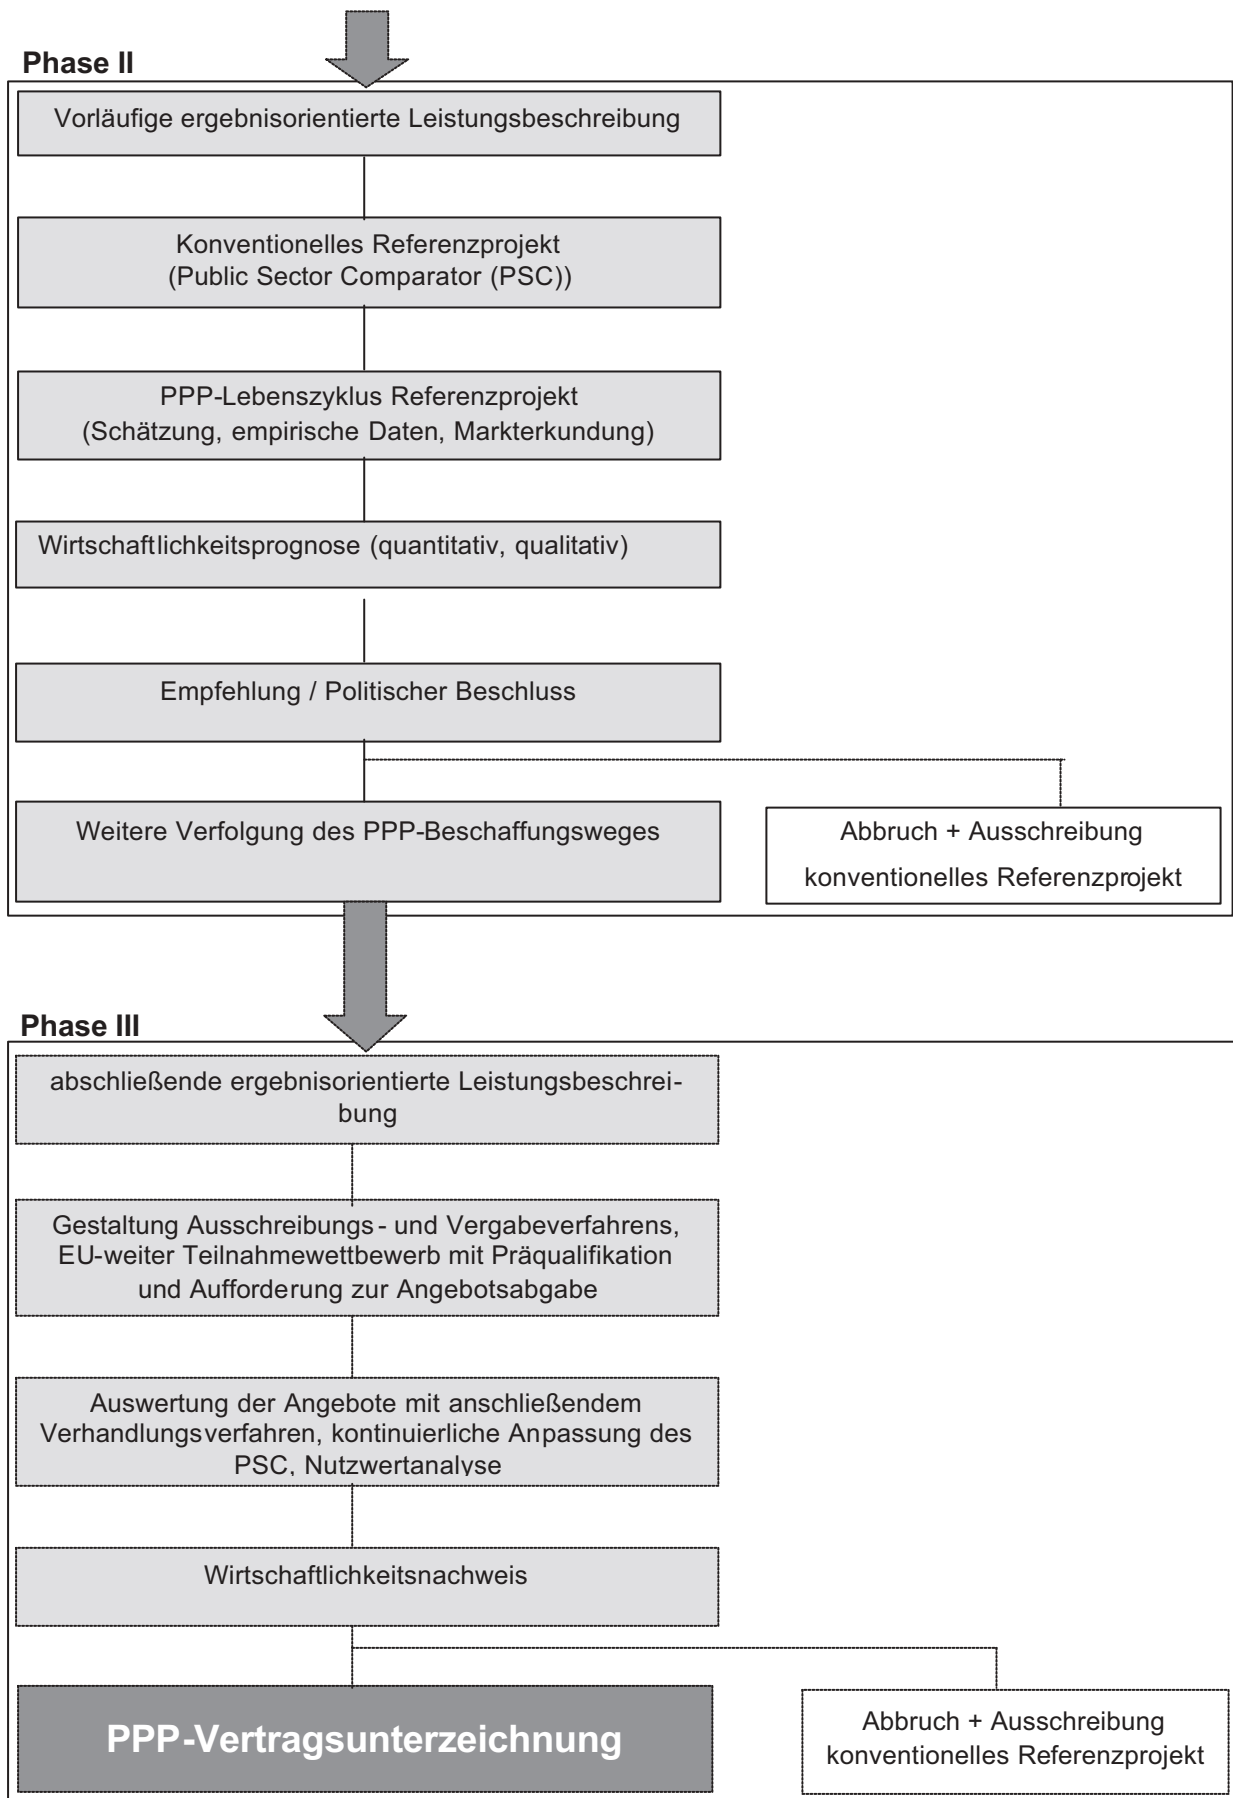 Phase II
Vorläufige ergebnisorientierte Leistungsbeschreibung
Konventionelles Referenzprojekt
(Public Sector Comparator (PSC))
PPP-Lebenszyklus Referenzprojekt
(Schätzung, empirische Daten, Markterkundung)
Wirtschaftlichkeitsprognose (quantitativ, qualitativ)
Empfehlung / Politischer Beschluss
Weitere Verfolgung des PPP-Beschaffungsweges
Abbruch + Ausschreibung
konventionelles Referenzprojekt
Phase III
abschließende ergebnisorientierte Leistungsbeschrei-
bung
Gestaltung Ausschreibungs- und Vergabeverfahrens,
EU-weiter Teilnahmewettbewerb mit Präqualifikation
und Aufforderung zur Angebotsabgabe
Auswertung der Angebote mit anschließendem
Verhandlungsverfahren, kontinuierliche Anpassung des
PSC, Nutzwertanalyse
Wirtschaftlichkeitsnachweis
PPP-Vertragsunterzeichnung
Abbruch + Ausschreibung
konventionelles Referenzprojekt